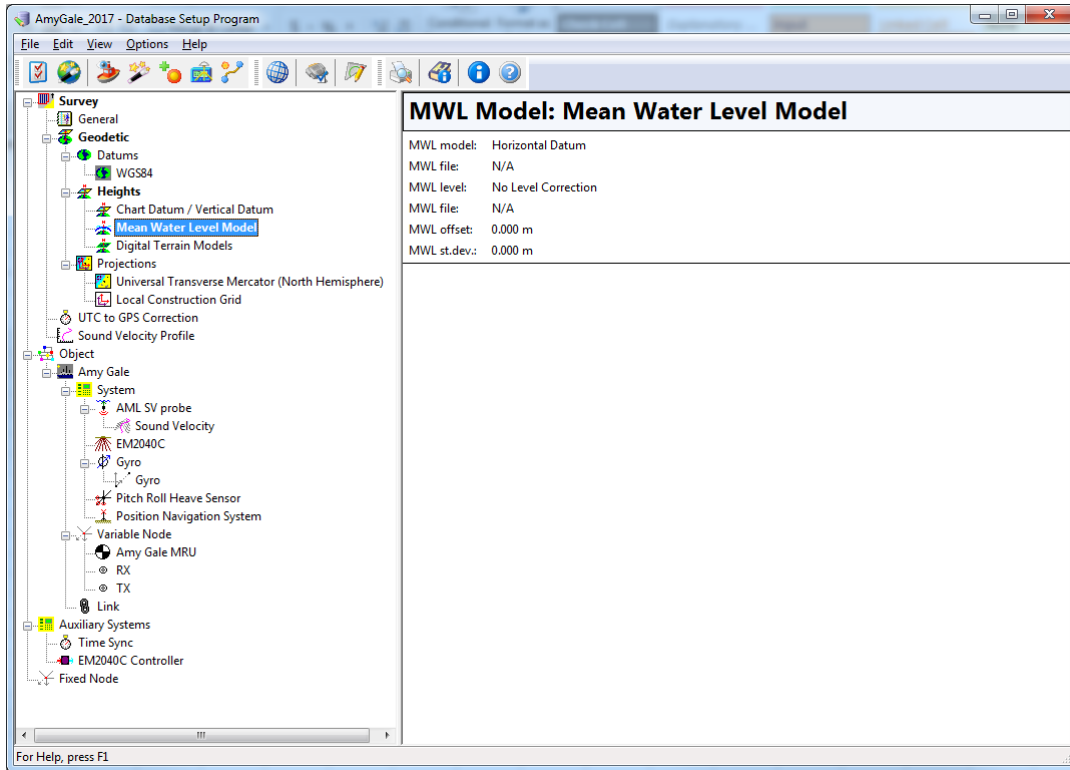 AmyGale_2017 - Database Setup Program
File Edit View Options Help
Survey
General
Geodetic
Datums
WGS84
Heights
Chart Datum / Vertical Datum
Mean Water Level Model
Digital Terrain Models
Projections
Universal Transverse Mercator (North Hemisphere)
Local Construction Grid
UTC to GPS Correction
Sound Velocity Profile
Object
Amy Gale
System
AML SV probe
Sound Velocity
EM2040C
Gyro
Gyro
Pitch Roll Heave Sensor
Position Navigation System
Variable Node
Amy Gale MRU
RX
TX
Link
Auxiliary Systems
Time Sync
EM2040C Controller
Fixed Node
MWL Model: Mean Water Level Model
MWL model: Horizontal Datum
MWL file: N/A
MWL level: No Level Correction
MWL file: N/A
MWL offset: 0.000 m
MWL st.dev.: 0.000 m
For Help, press F1